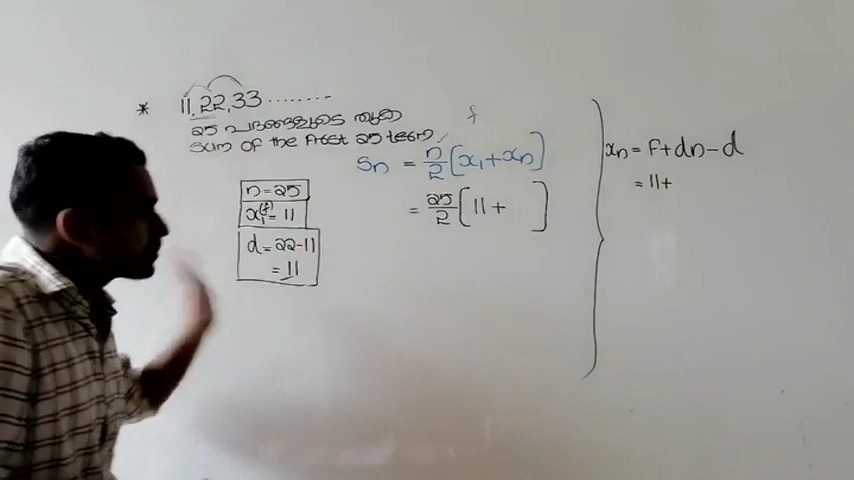 * 11, 22, 33 ........
25 പദങ്ങളുടെ തുക
Sum of the first 25 term
f
Sn = n/2 [x1 + xn]
= 25/2 [11 + ]
n = 25
x1(f) = 11
d = 22-11
= 11
xn = f + dn - d
= 11 +